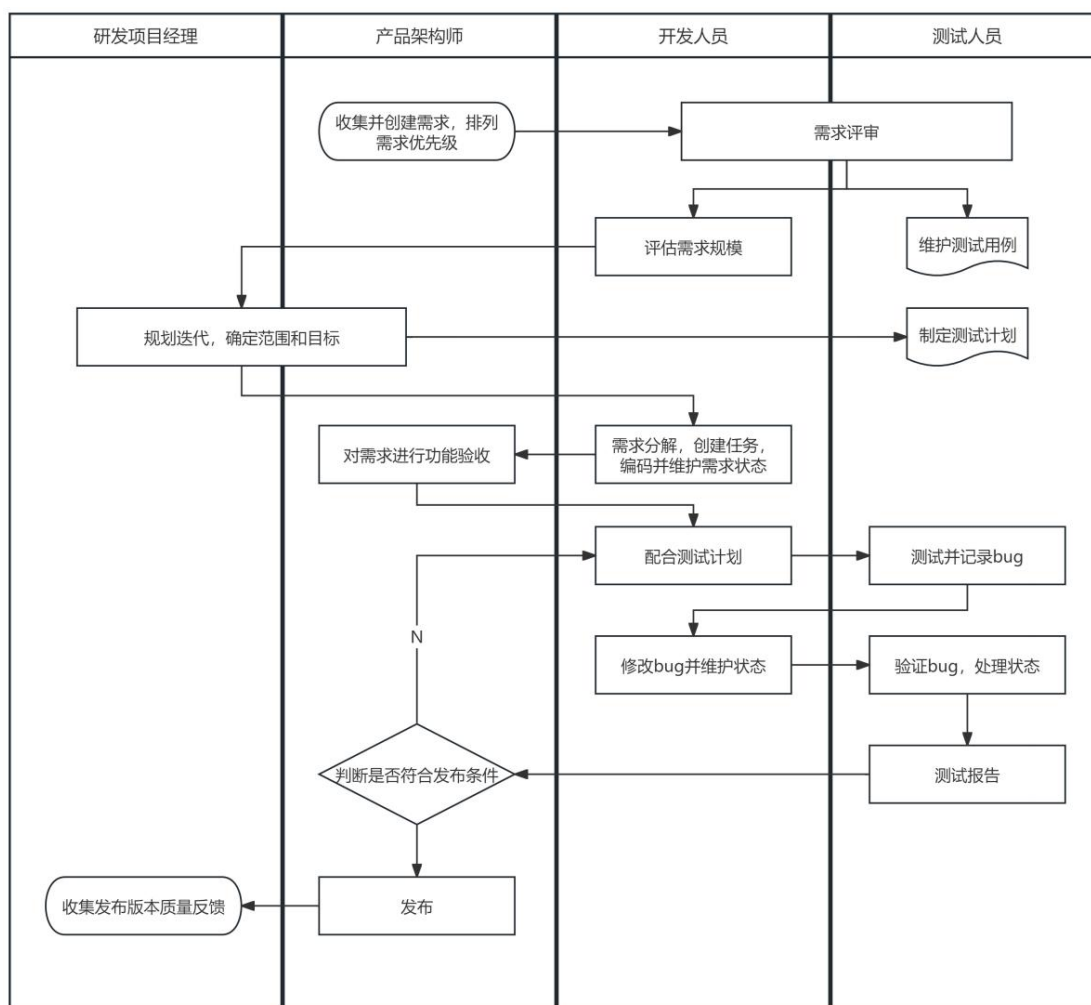 研发项目经理
产品架构师
开发人员
测试人员
收集并创建需求，排列
需求优先级
需求评审
评估需求规模
维护测试用例
规划迭代，确定范围和目标
制定测试计划
对需求进行功能验收
需求分解，创建任务，
编码并维护需求状态
配合测试计划
测试并记录bug
N
修改bug并维护状态
验证bug，处理状态
判断是否符合发布条件
测试报告
收集发布版本质量反馈
发布